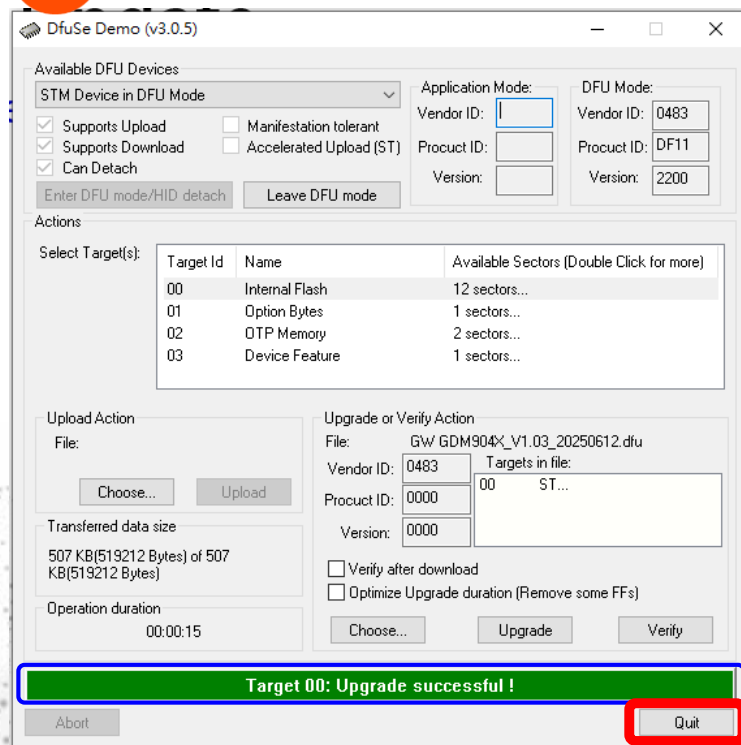 DfuSe Demo (v3.0.5)
Available DFU Devices
STM Device in DFU Mode
Supports Upload
Manifestation tolerant
Supports Download
Accelerated Upload (ST)
Can Detach
Enter DFU mode/HID detach
Leave DFU mode
Application Mode:
Vendor ID:
Procuct ID:
Version:
DFU Mode:
Vendor ID: 0483
Procuct ID: DF11
Version: 2200
Actions
Select Target(s):
Target Id Name Available Sectors (Double Click for more)
00 Internal Flash 12 sectors...
01 Option Bytes 1 sectors...
02 OTP Memory 2 sectors...
03 Device Feature 1 sectors...
Upload Action
File:
Choose... Upload
Transferred data size
507 KB(519212 Bytes) of 507
KB(519212 Bytes)
Operation duration
00:00:15
Upgrade or Verify Action
File: GW GDM904X_V1.03_20250612.dfu
Vendor ID: 0483
Procuct ID: 0000
Version: 0000
Targets in file:
00 ST...
Verify after download
Optimize Upgrade duration (Remove some FFs)
Choose... Upgrade Verify
Target 00: Upgrade successful !
Abort Quit